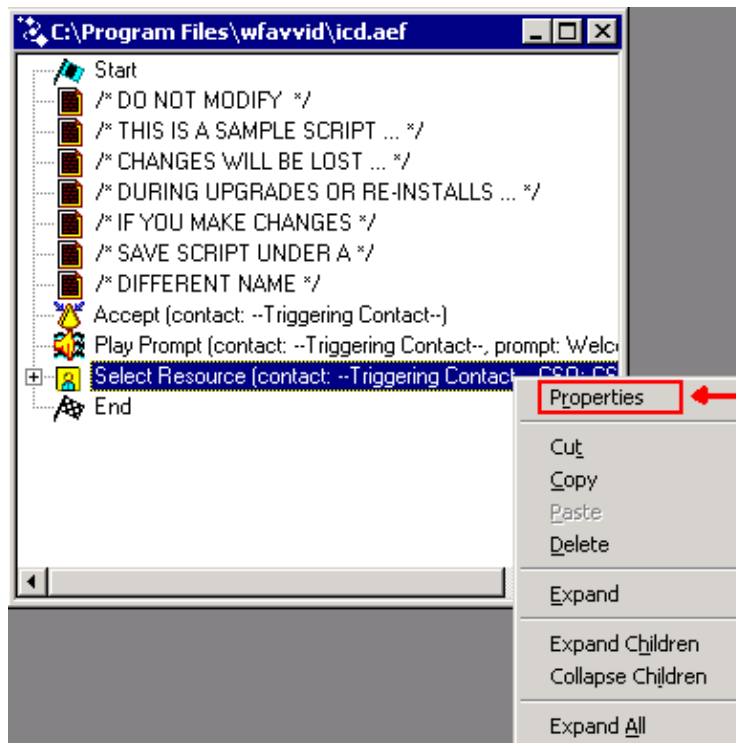 C:\Program Files\wfavvid\icd.aef
Start
/* DO NOT MODIFY */
/* THIS IS A SAMPLE SCRIPT ... */
/* CHANGES WILL BE LOST ... */
/* DURING UPGRADES OR RE-INSTALLS ... */
/* IF YOU MAKE CHANGES */
/* SAVE SCRIPT UNDER A */
/* DIFFERENT NAME */
Accept (contact: --Triggering Contact--)
Play Prompt (contact: --Triggering Contact--, prompt: Welc
Select Resource (contact: --Triggering Contact-- CSQ: CS
End
Properties
Cut
Copy
Paste
Delete
Expand
Expand Children
Collapse Children
Expand All